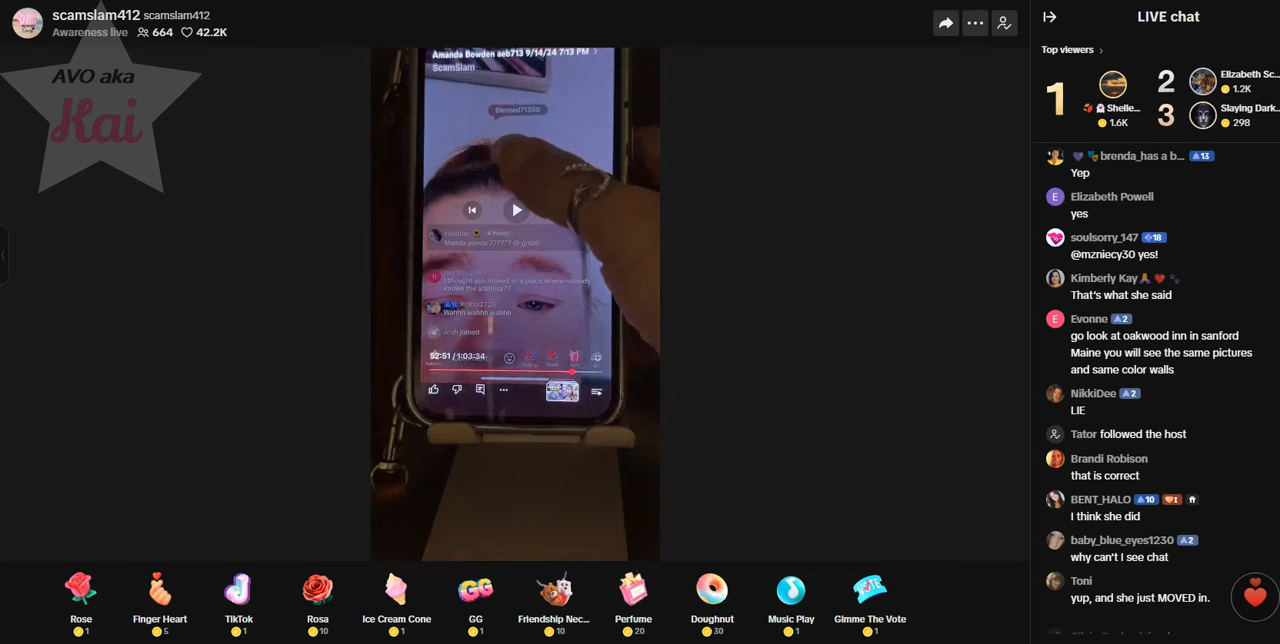 scamslam412 scamslam412
Awareness live 664 42.2K
AVO aka
Kai
Amanda Bowden aeb713 9/14/24 7:13 PM >
ScamSlam
Blessed71380
Heather
Manda panda 777777 @ gmail
I thought you moved to a place where nobody
knows the address??
Wahhh wahhh wahhh
Josh joined
52:51 / 1:03:34
LIVE chat
Top viewers >
1
Shelle...
1.6K
2
Elizabeth Sc...
1.2K
3
Slaying Dark...
298
brenda_has a b... 13
Yep
E Elizabeth Powell
yes
soulsorry_147 18
@mzniecy30 yes!
Kimberly Kay
That's what she said
E Evonne 2
go look at oakwood inn in sanford
Maine you will see the same pictures
and same color walls
NikkiDee 2
LIE
Tator followed the host
Brandi Robison
that is correct
BENT_HALO 10 I
I think she did
baby_blue_eyes1230 2
why can't I see chat
Toni
yup, and she just MOVED in.
Rose
1
Finger Heart
5
TikTok
1
Rosa
10
Ice Cream Cone
1
GG
GG
1
Friendship Nec...
10
Perfume
20
Doughnut
30
Music Play
1
VOTE
Gimme The Vote
1